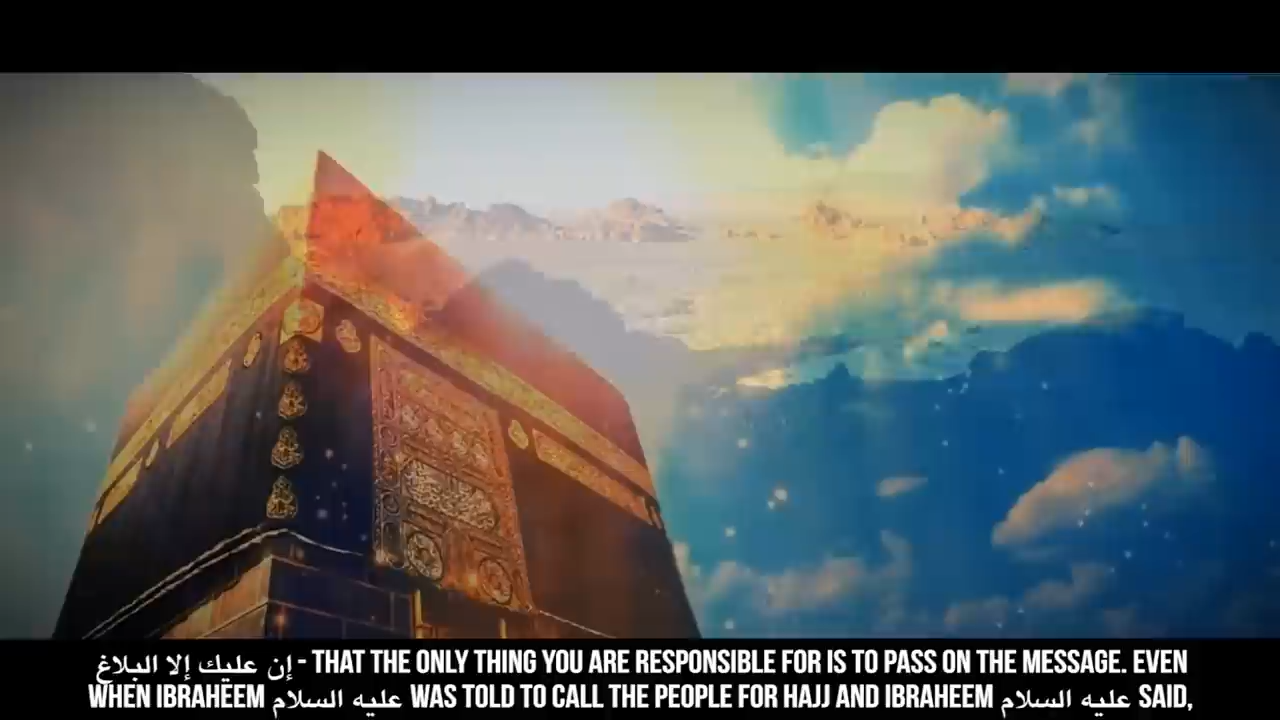 إن عليك إلا البلاغ - THAT THE ONLY THING YOU ARE RESPONSIBLE FOR IS TO PASS ON THE MESSAGE. EVEN
WHEN IBRAHEEM عليه السلام WAS TOLD TO CALL THE PEOPLE FOR HAJJ AND IBRAHEEM عليه السلام SAID,